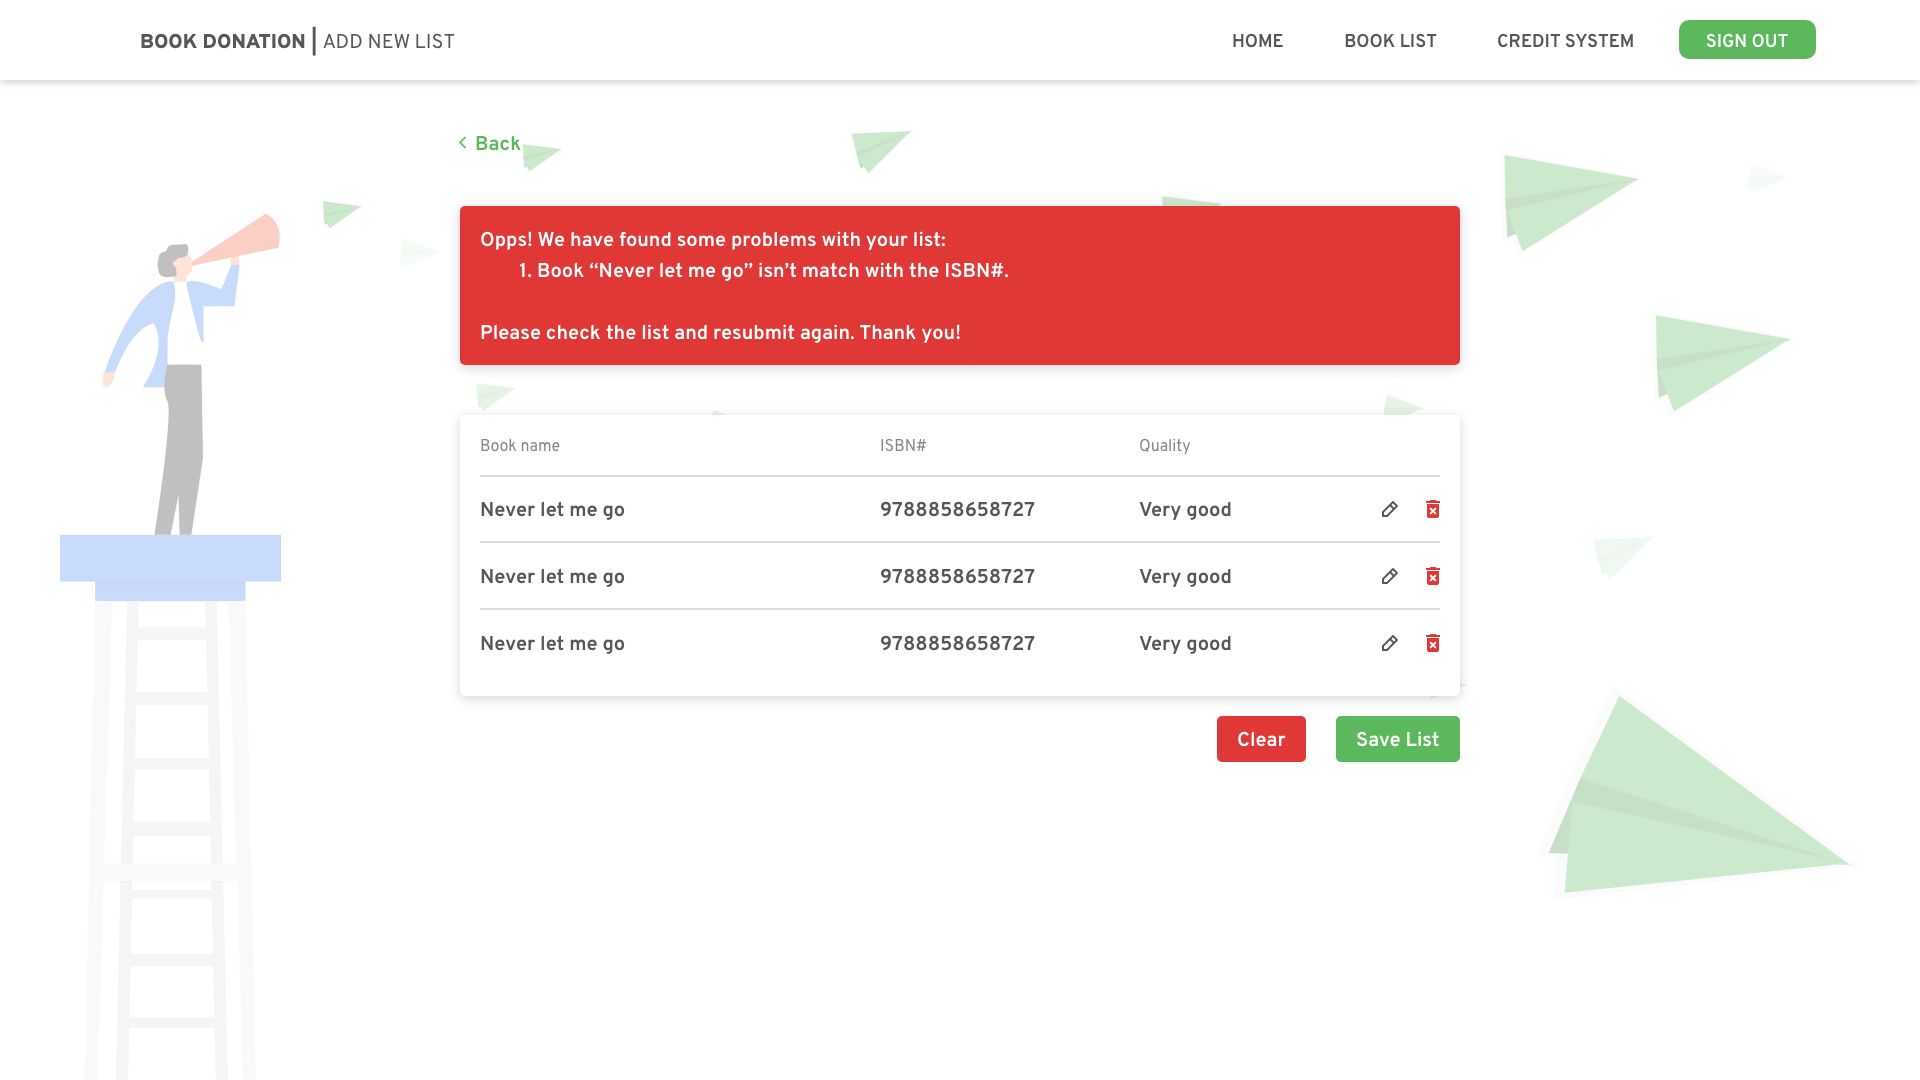 BOOK DONATION | ADD NEW LIST
HOME
BOOK LIST
CREDIT SYSTEM
SIGN OUT
Back
Opps! We have found some problems with your list:
1. Book “Never let me go” isn’t match with the ISBN#.
Please check the list and resubmit again. Thank you!
Book name ISBN# Quality
Never let me go 9788858658727 Very good
Never let me go 9788858658727 Very good
Never let me go 9788858658727 Very good
Clear
Save List